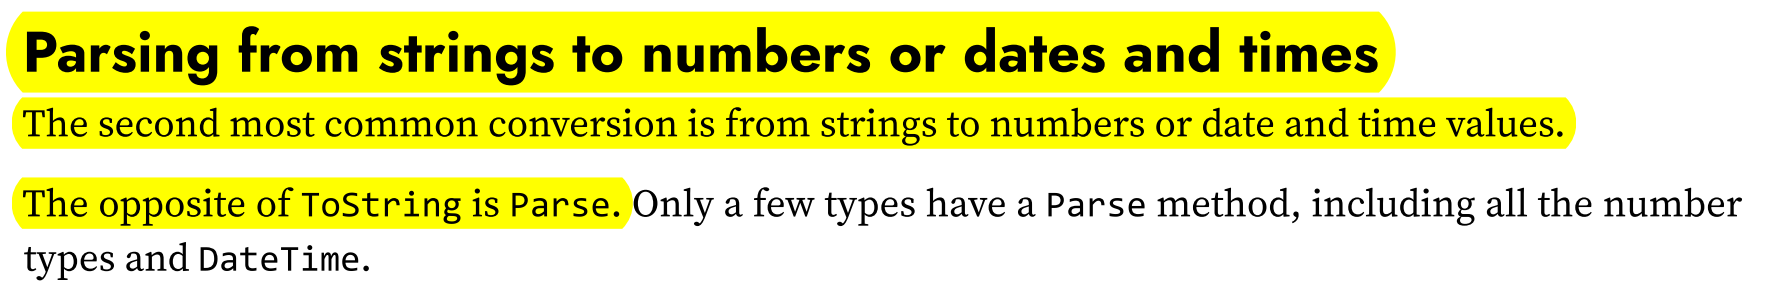 Parsing from strings to numbers or dates and times
The second most common conversion is from strings to numbers or date and time values.
The opposite of ToString is Parse. Only a few types have a Parse method, including all the number
types and DateTime.